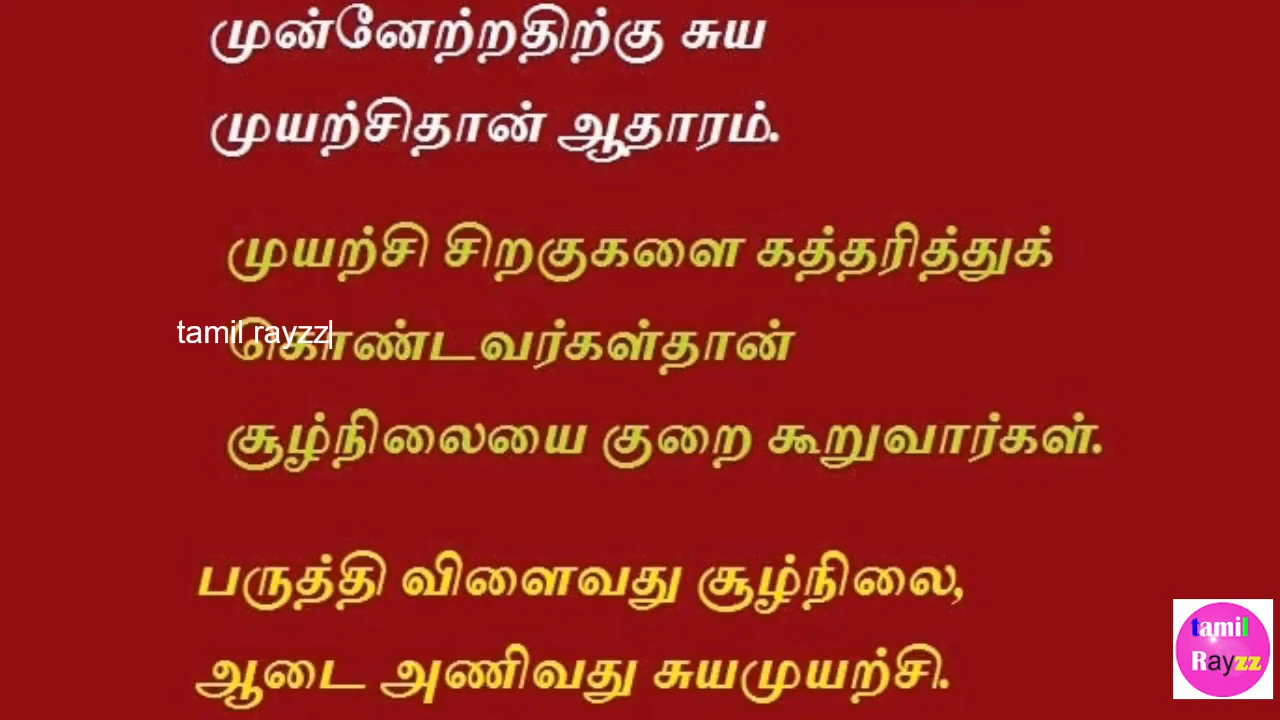 முன்னேற்றதிற்கு சுய
முயற்சிதான் ஆதாரம்.
முயற்சி சிறகுகளை கத்தரித்துக்
tamil rayzz|
கொண்டவர்கள்தான்
சூழ்நிலையை குறை கூறுவார்கள்.
பருத்தி விளைவது சூழ்நிலை,
ஆடை அணிவது சுயமுயற்சி.
tamil
Rayzz